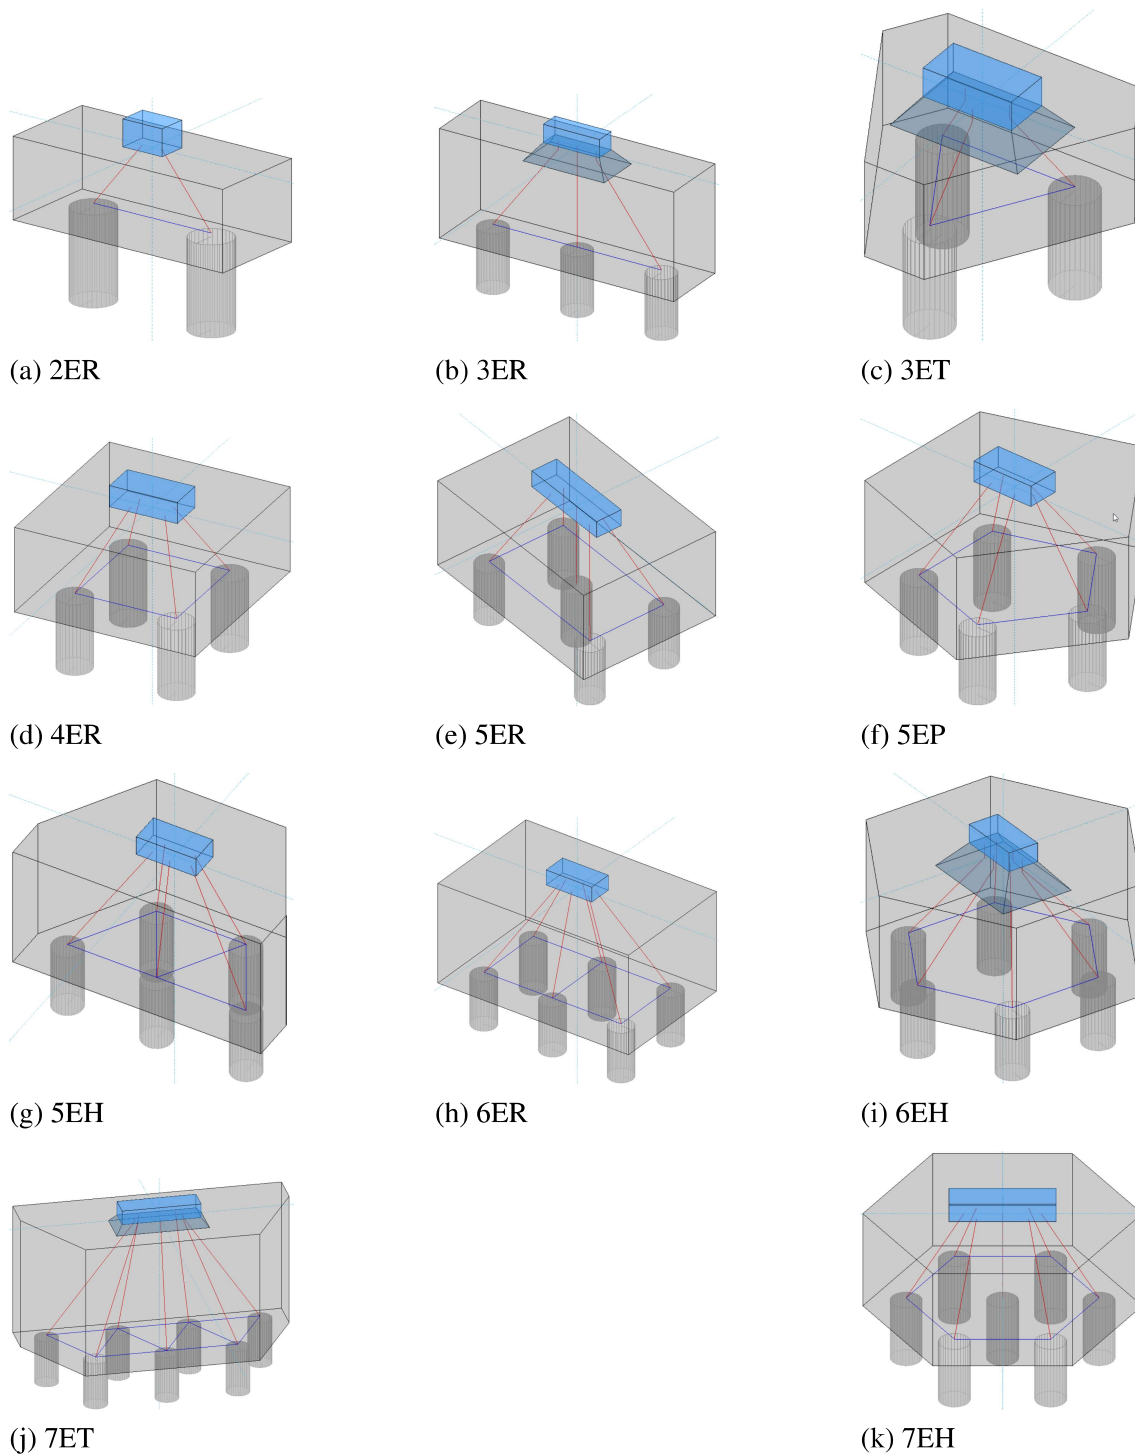 (a) 2ER
(b) 3ER
(c) 3ET
(d) 4ER
(e) 5ER
(f) 5EP
(g) 5EH
(h) 6ER
(i) 6EH
(j) 7ET
(k) 7EH